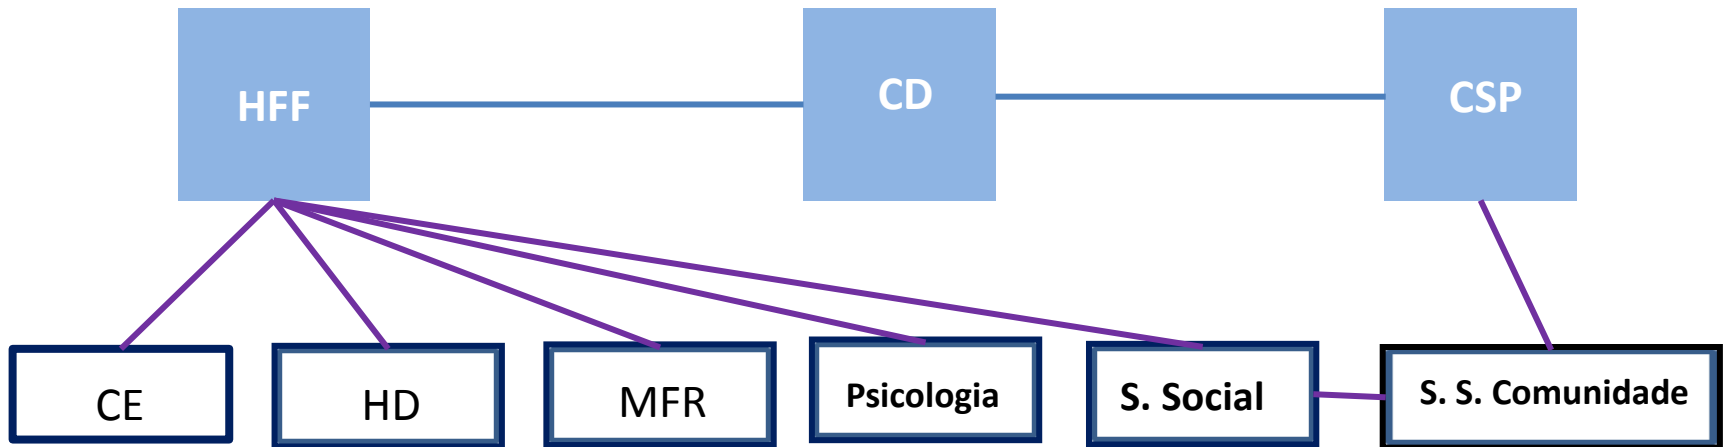 HFF
CD
CSP
CE
HD
MFR
Psicologia
S. Social
S. S. Comunidade